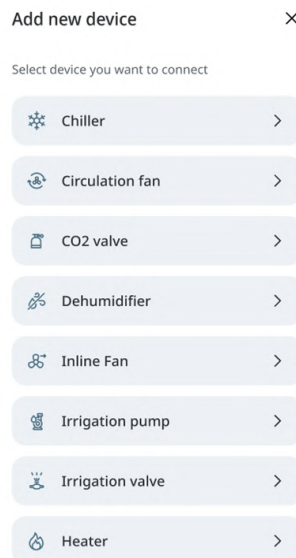 Add new device
Select device you want to connect
Chiller
Circulation fan
CO2 valve
Dehumidifier
Inline Fan
Irrigation pump
Irrigation valve
Heater